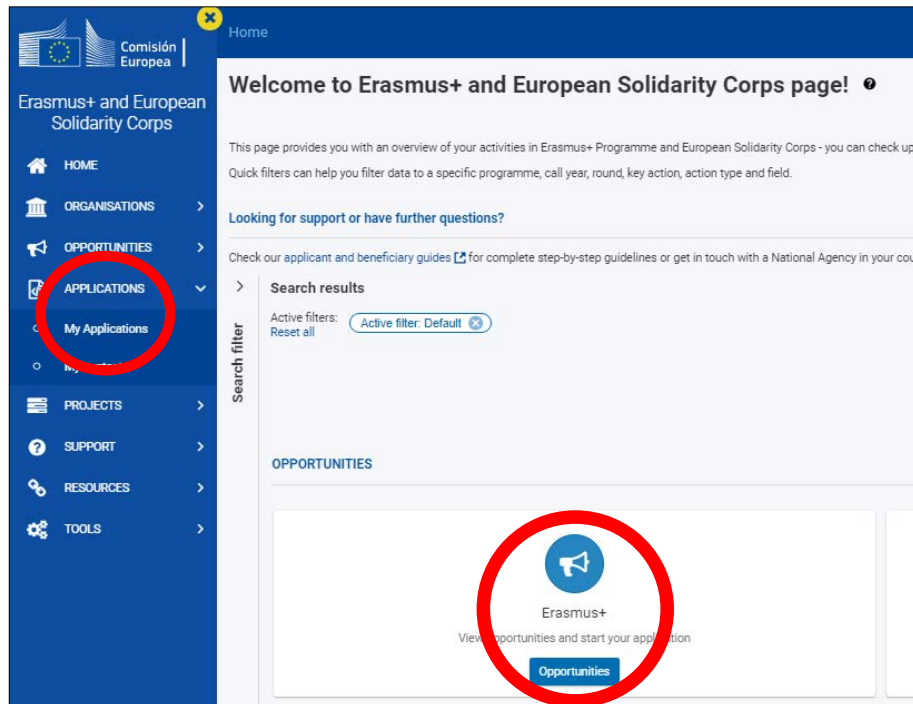 Comisión
Europea
Erasmus+ and European
Solidarity Corps
HOME
ORGANISATIONS
OPPORTUNITIES
APPLICATIONS
My Applications
PROJECTS
SUPPORT
RESOURCES
TOOLS
Home
Welcome to Erasmus+ and European Solidarity Corps page!
This page provides you with an overview of your activities in Erasmus+ Programme and European Solidarity Corps - you can check up
Quick filters can help you filter data to a specific programme, call year, round, key action, action type and field.
Looking for support or have further questions?
Check our applicant and beneficiary guides for complete step-by-step guidelines or get in touch with a National Agency in your cou
Search filter
Search results
Active filters:
Reset all
Active filter: Default
OPPORTUNITIES
Erasmus+
View opportunities and start your application
Opportunities